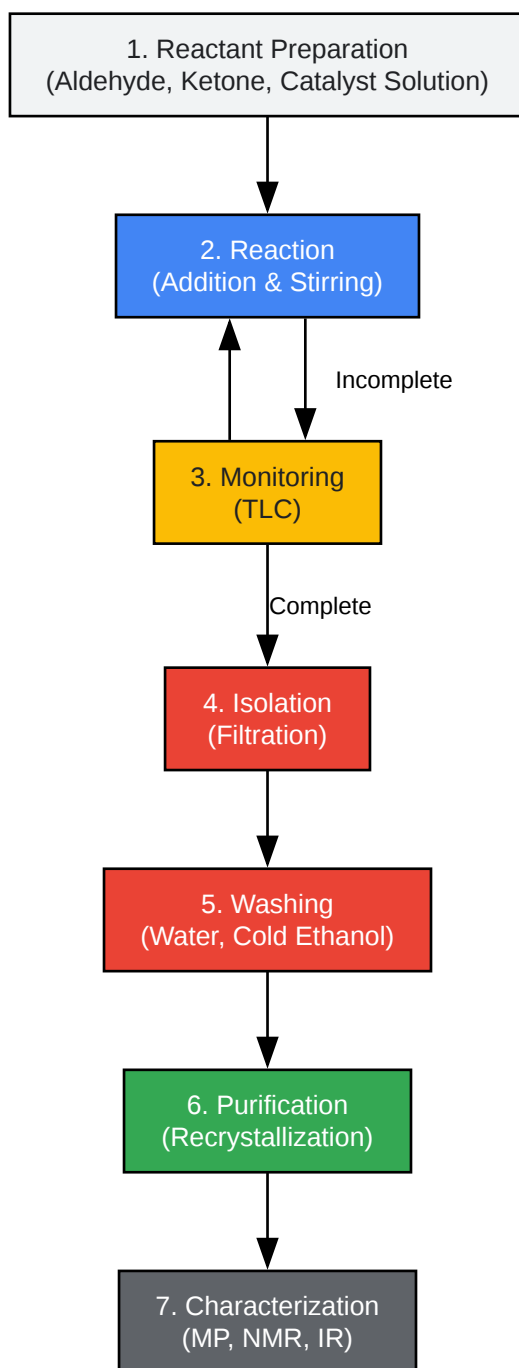 1. Reactant Preparation
(Aldehyde, Ketone, Catalyst Solution)
2. Reaction
(Addition & Stirring)
Incomplete
3. Monitoring
(TLC)
Complete
4. Isolation
(Filtration)
5. Washing
(Water, Cold Ethanol)
6. Purification
(Recrystallization)
7. Characterization
(MP, NMR, IR)